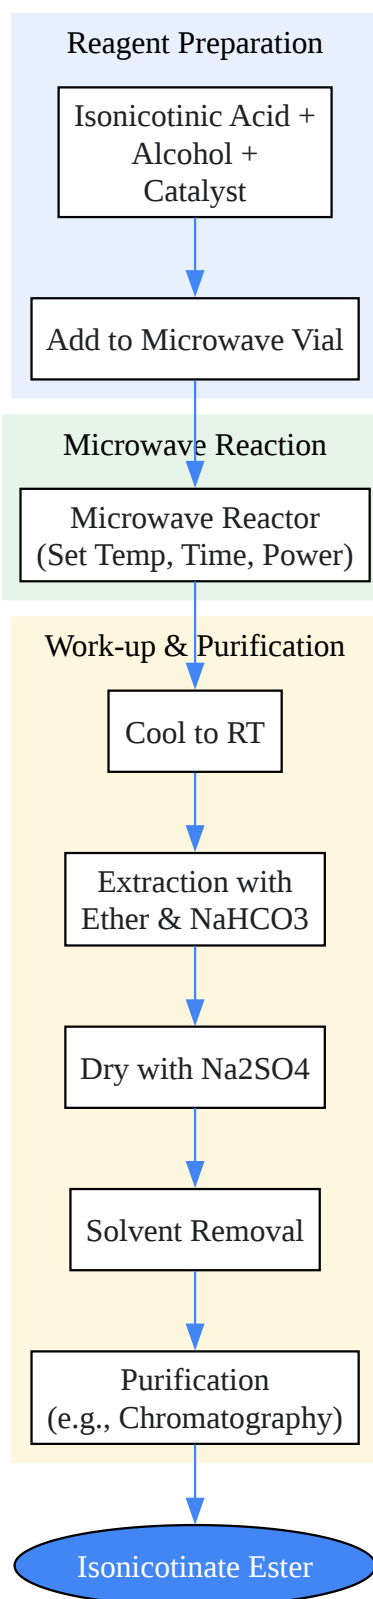 Reagent Preparation
Isonicotinic Acid +
Alcohol +
Catalyst
Add to Microwave Vial
Microwave Reaction
Microwave Reactor
(Set Temp, Time, Power)
Work-up & Purification
Cool to RT
Extraction with
Ether & NaHCO3
Dry with Na2SO4
Solvent Removal
Purification
(e.g., Chromatography)
Isonicotinate Ester